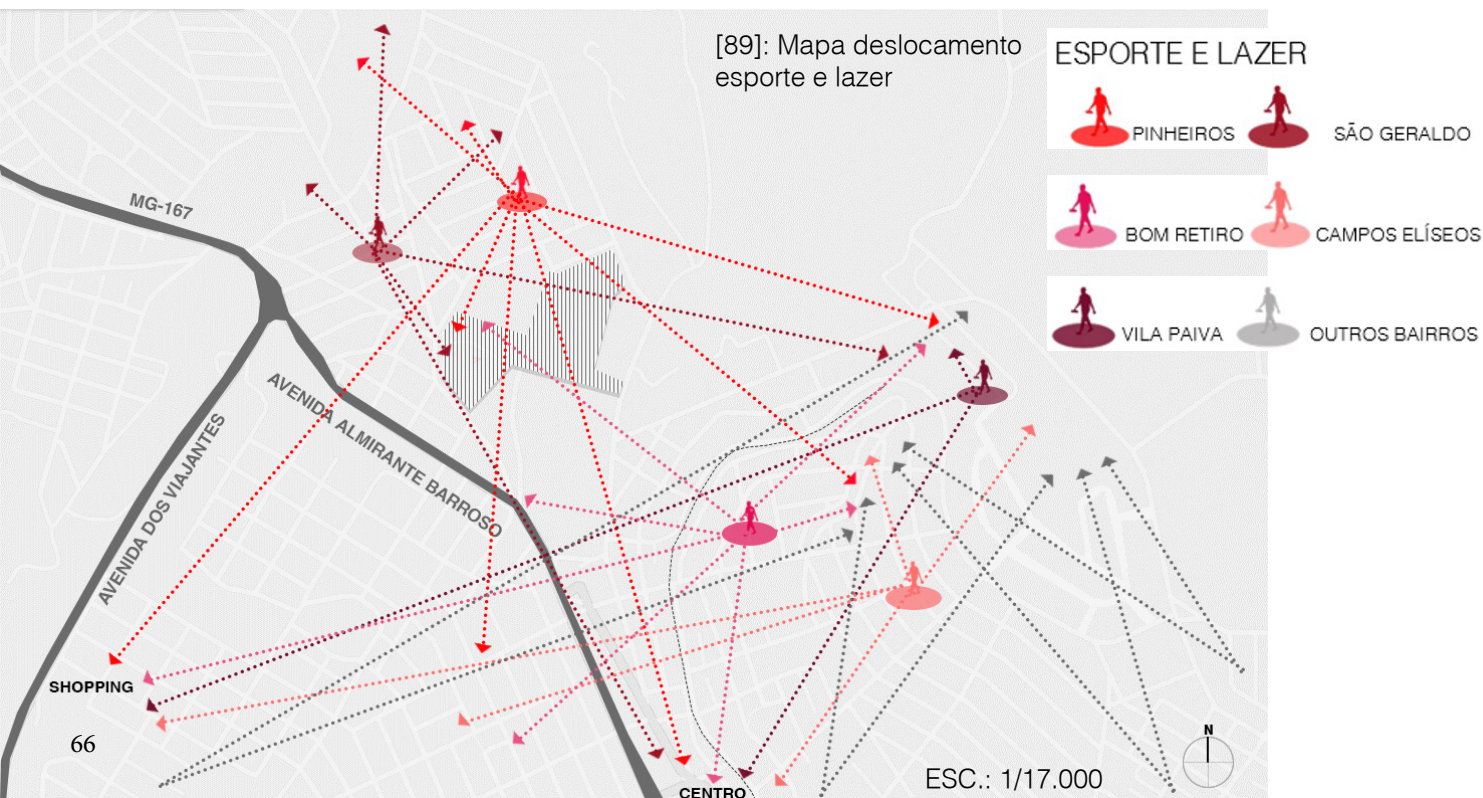 [89]: Mapa deslocamento
esporte e lazer
ESPORTE E LAZER
PINHEIROS
SÃO GERALDO
BOM RETIRO
CAMPOS ELÍSEOS
VILA PAIVA
OUTROS BAIRROS
MG-167
AVENIDA ALMIRANTE BARROSO
AVENIDA DOS VIAJANTES
SHOPPING
66
CENTRO
ESC.: 1/17.000
N